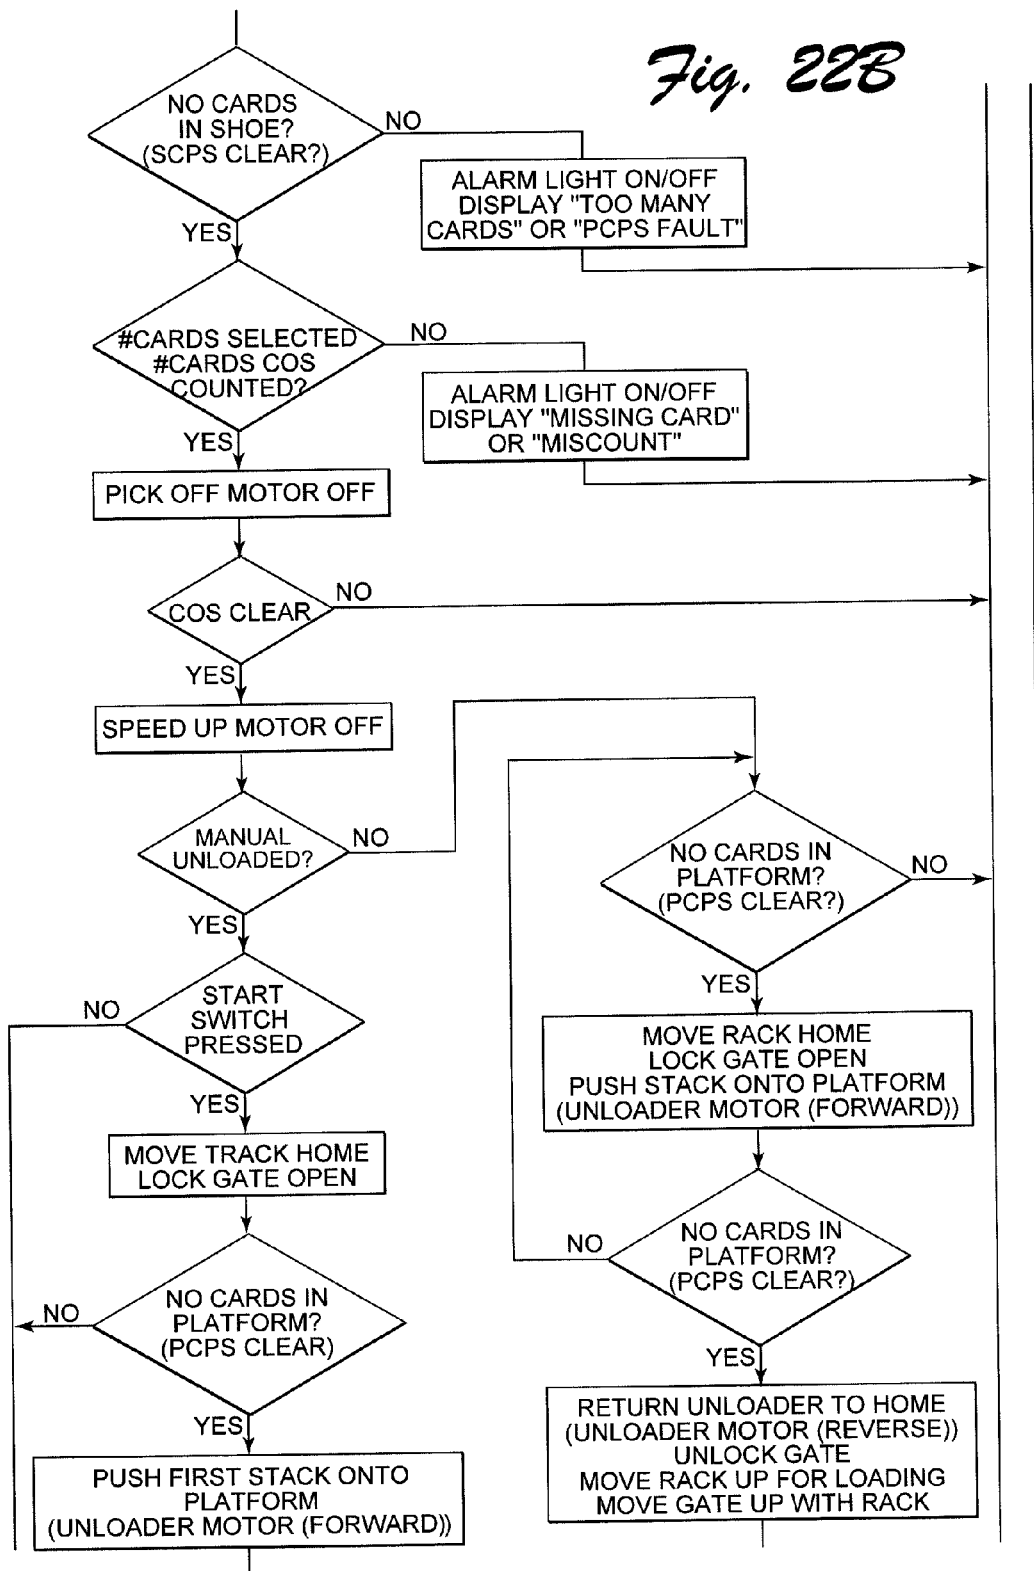 Fig. 22B
NO CARDS
IN SHOE?
(SCPS CLEAR?)
NO
ALARM LIGHT ON/OFF
DISPLAY "TOO MANY
CARDS" OR "PCPS FAULT"
YES
#CARDS SELECTED
#CARDS COS
COUNTED?
NO
ALARM LIGHT ON/OFF
DISPLAY "MISSING CARD"
OR "MISCOUNT"
YES
PICK OFF MOTOR OFF
COS CLEAR
NO
YES
SPEED UP MOTOR OFF
MANUAL
UNLOADED?
NO
YES
START
SWITCH
PRESSED
NO
YES
MOVE TRACK HOME
LOCK GATE OPEN
NO CARDS IN
PLATFORM?
(PCPS CLEAR)
NO
YES
PUSH FIRST STACK ONTO
PLATFORM
(UNLOADER MOTOR (FORWARD))
NO CARDS IN
PLATFORM?
(PCPS CLEAR?)
NO
YES
MOVE RACK HOME
LOCK GATE OPEN
PUSH STACK ONTO PLATFORM
(UNLOADER MOTOR (FORWARD))
NO CARDS IN
PLATFORM?
(PCPS CLEAR?)
NO
YES
RETURN UNLOADER TO HOME
(UNLOADER MOTOR (REVERSE))
UNLOCK GATE
MOVE RACK UP FOR LOADING
MOVE GATE UP WITH RACK